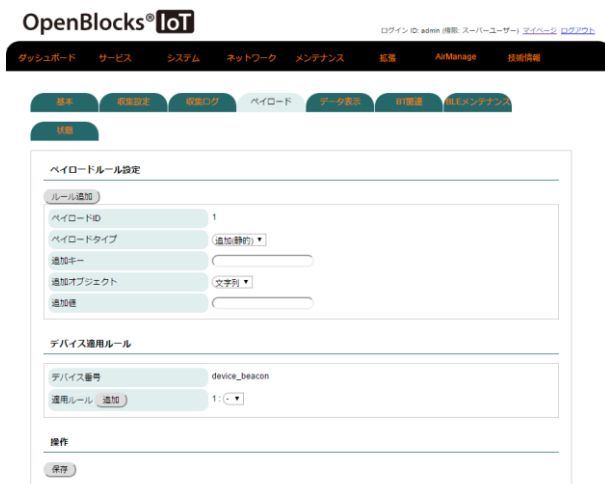 OpenBlocks® IoT
ログイン ID: admin (権限: スーパーユーザー) マイページ ログアウト
ダッシュボード サービス システム ネットワーク メンテナンス 拡張 AirManage 技術情報
基本 収集設定 収集ログ ペイロード データ表示 BT関連 BLEメンテナンス
状態
ペイロードルール設定
ルール追加
ペイロードID 1
ペイロードタイプ 追加(静的)
追加キー
追加オブジェクト 文字列
追加値
デバイス適用ルール
デバイス番号 device_beacon
適用ルール 追加 1 : -
操作
保存